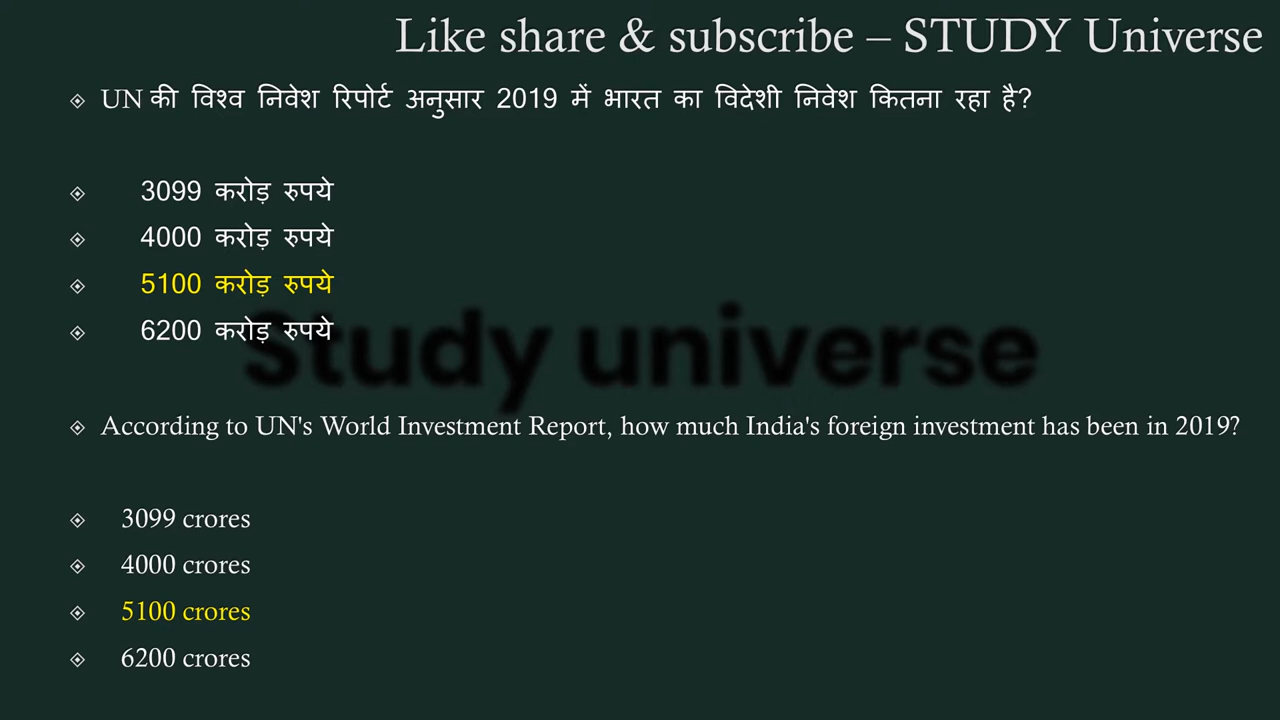 Like share & subscribe – STUDY Universe
UN की विश्व निवेश रिपोर्ट अनुसार 2019 में भारत का विदेशी निवेश कितना रहा है?
3099 करोड़ रुपये
4000 करोड़ रुपये
5100 करोड़ रुपये
6200 करोड़ रुपये
Study universe
According to UN's World Investment Report, how much India's foreign investment has been in 2019?
3099 crores
4000 crores
5100 crores
6200 crores